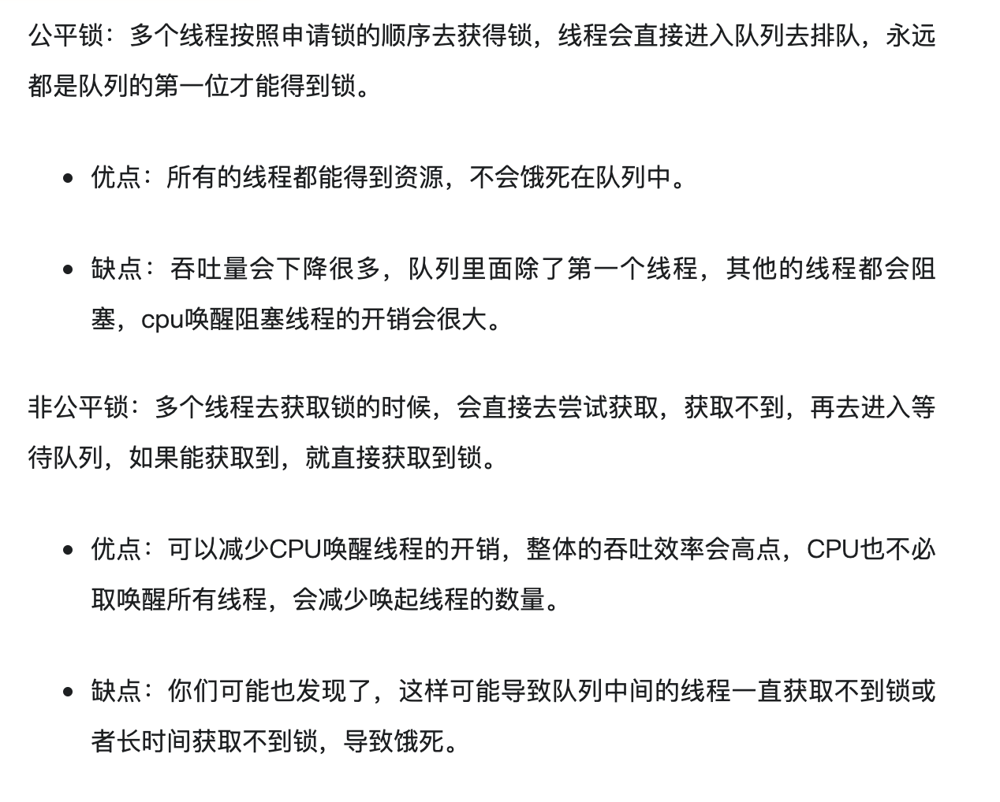 公平锁：多个线程按照申请锁的顺序去获得锁，线程会直接进入队列去排队，永远
都是队列的第一位才能得到锁。
• 优点：所有的线程都能得到资源，不会饿死在队列中。
• 缺点：吞吐量会下降很多，队列里面除了第一个线程，其他的线程都会阻
塞，cpu唤醒阻塞线程的开销会很大。
非公平锁：多个线程去获取锁的时候，会直接去尝试获取，获取不到，再去进入等
待队列，如果能获取到，就直接获取到锁。
• 优点：可以减少CPU唤醒线程的开销，整体的吞吐效率会高点，CPU也不必
取唤醒所有线程，会减少唤起线程的数量。
• 缺点：你们可能也发现了，这样可能导致队列中间的线程一直获取不到锁或
者长时间获取不到锁，导致饿死。